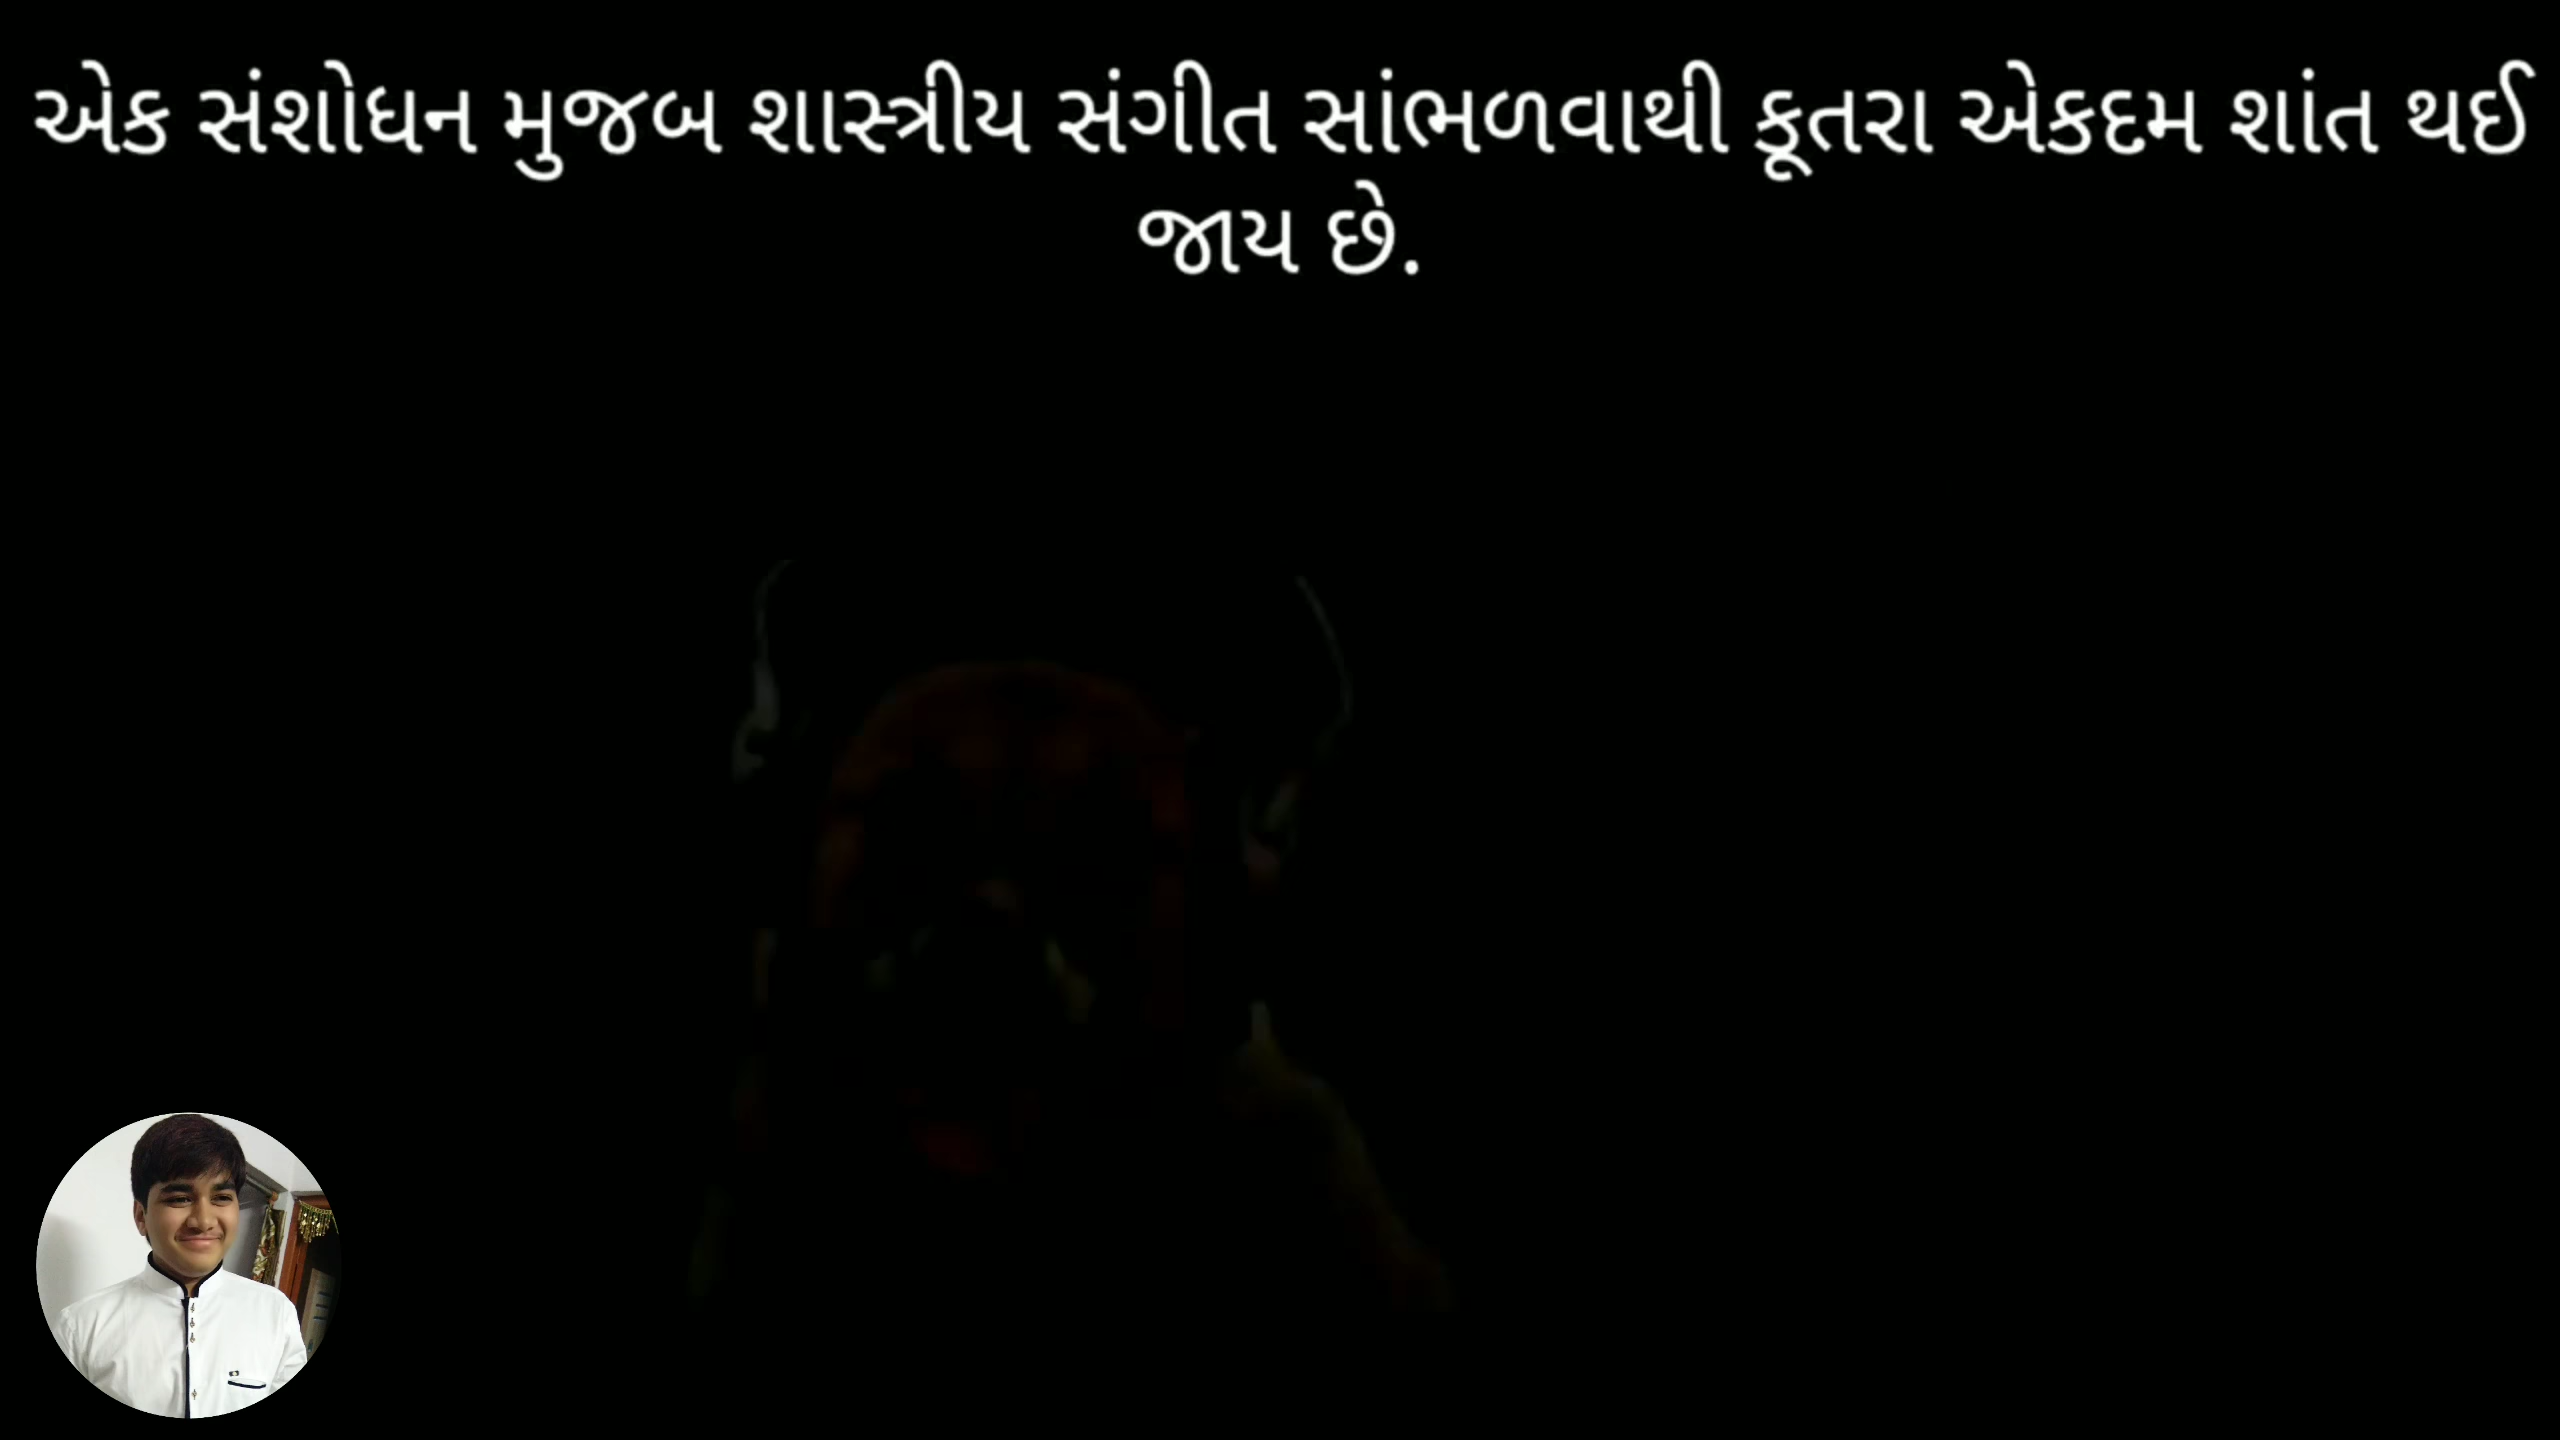 એક સંશોધન મુજબ શાસ્ત્રીય સંગીત સાંભળવાથી કૂતરા એકદમ શાંત થઈ
જાય છે.